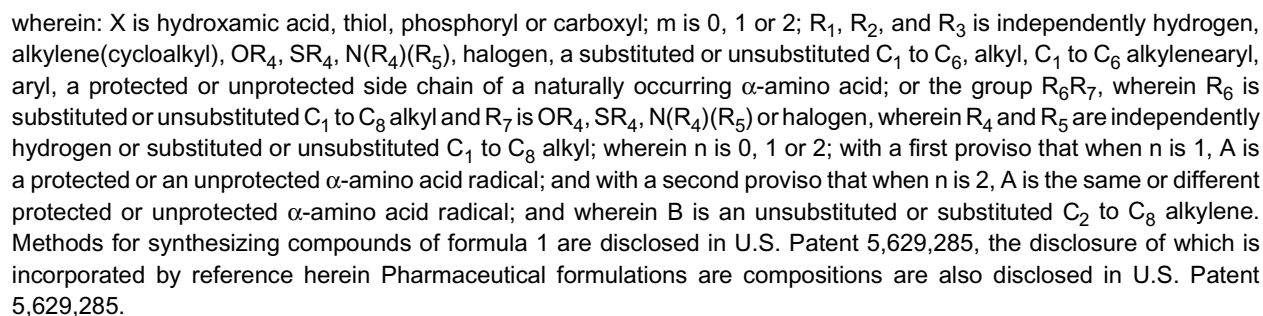 wherein: X is hydroxamic acid, thiol, phosphoryl or carboxyl; m is 0, 1 or 2; R₁, R₂, and R₃ is independently hydrogen,
alkylene(cycloalkyl), OR₄, SR₄, N(R₄)(R₅), halogen, a substituted or unsubstituted C₁ to C₆, alkyl, C₁ to C₆ alkylenearyl,
aryl, a protected or unprotected side chain of a naturally occurring α-amino acid; or the group R₆R₇, wherein R₆ is
substituted or unsubstituted C₁ to C₈ alkyl and R₇ is OR₄, SR₄, N(R₄)(R₅) or halogen, wherein R₄ and R₅ are independently
hydrogen or substituted or unsubstituted C₁ to C₈ alkyl; wherein n is 0, 1 or 2; with a first proviso that when n is 1, A is
a protected or an unprotected α-amino acid radical; and with a second proviso that when n is 2, A is the same or different
protected or unprotected α-amino acid radical; and wherein B is an unsubstituted or substituted C₂ to C₈ alkylene.
Methods for synthesizing compounds of formula 1 are disclosed in U.S. Patent 5,629,285, the disclosure of which is
incorporated by reference herein Pharmaceutical formulations are compositions are also disclosed in U.S. Patent
5,629,285.